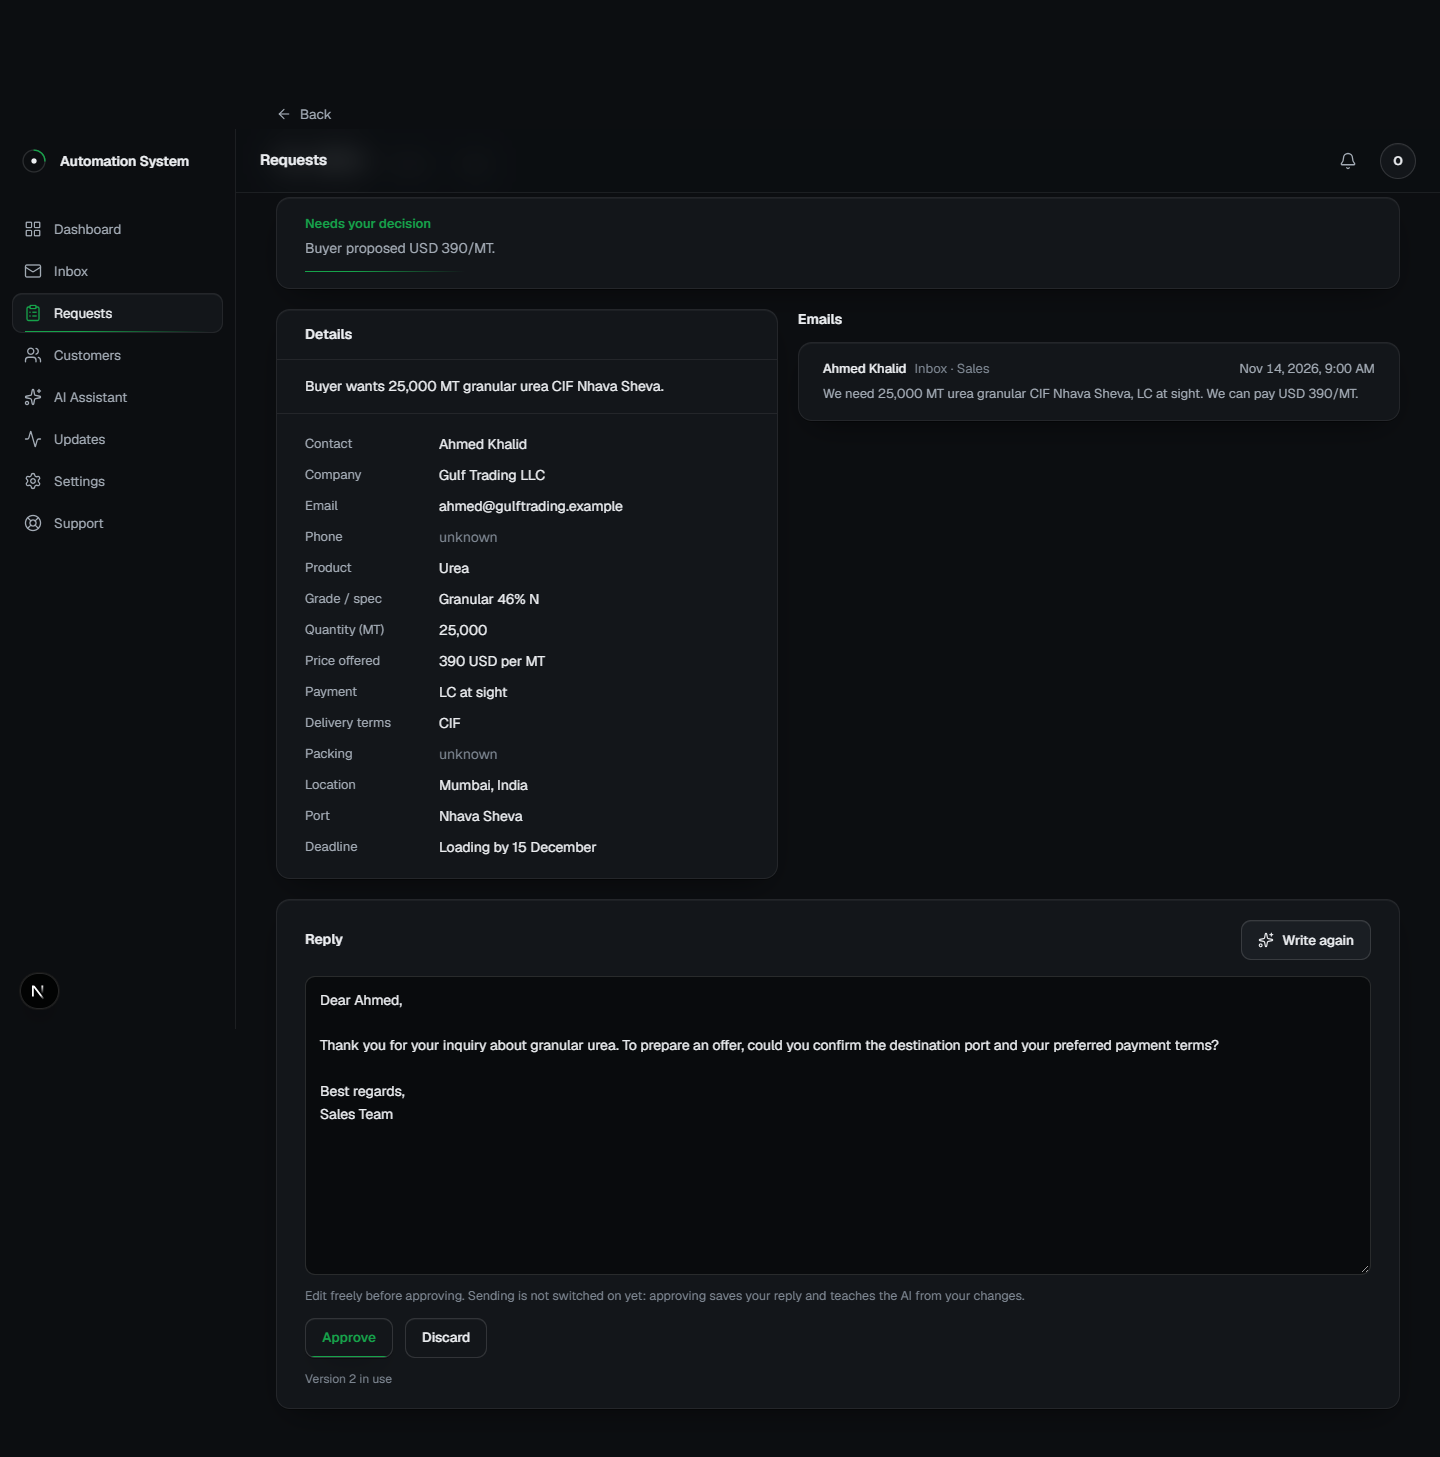 Back
Automation System
Requests
O
Dashboard
Inbox
Requests
Customers
AI Assistant
Updates
Settings
Support
N
Needs your decision
Buyer proposed USD 390/MT.
Details
Buyer wants 25,000 MT granular urea CIF Nhava Sheva.
Contact Ahmed Khalid
Company Gulf Trading LLC
Email ahmed@gulftrading.example
Phone unknown
Product Urea
Grade / spec Granular 46% N
Quantity (MT) 25,000
Price offered 390 USD per MT
Payment LC at sight
Delivery terms CIF
Packing unknown
Location Mumbai, India
Port Nhava Sheva
Deadline Loading by 15 December
Emails
Ahmed Khalid Inbox · Sales Nov 14, 2026, 9:00 AM
We need 25,000 MT urea granular CIF Nhava Sheva, LC at sight. We can pay USD 390/MT.
Reply
Write again
Dear Ahmed,
Thank you for your inquiry about granular urea. To prepare an offer, could you confirm the destination port and your preferred payment terms?
Best regards,
Sales Team
Edit freely before approving. Sending is not switched on yet: approving saves your reply and teaches the AI from your changes.
Approve Discard
Version 2 in use